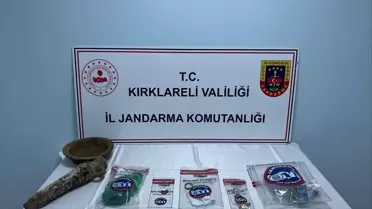 T.C.
KIRKLARELİ VALİLİĞİ
İL JANDARMA KOMUTANLIĞI